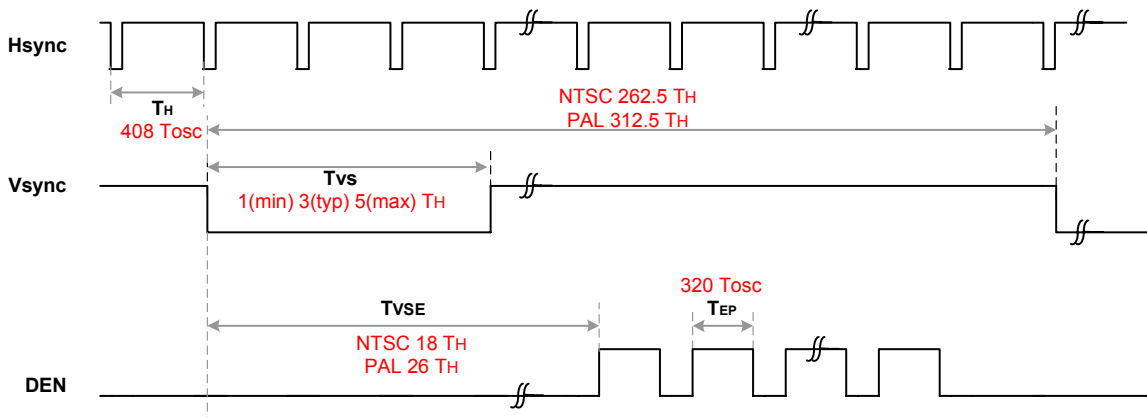 Hsync
TH
408 Tosc
NTSC 262.5 TH
PAL 312.5 TH
Vsync
TVS
1(min) 3(typ) 5(max) TH
TVSE
NTSC 18 TH
PAL 26 TH
320 Tosc
TEP
DEN